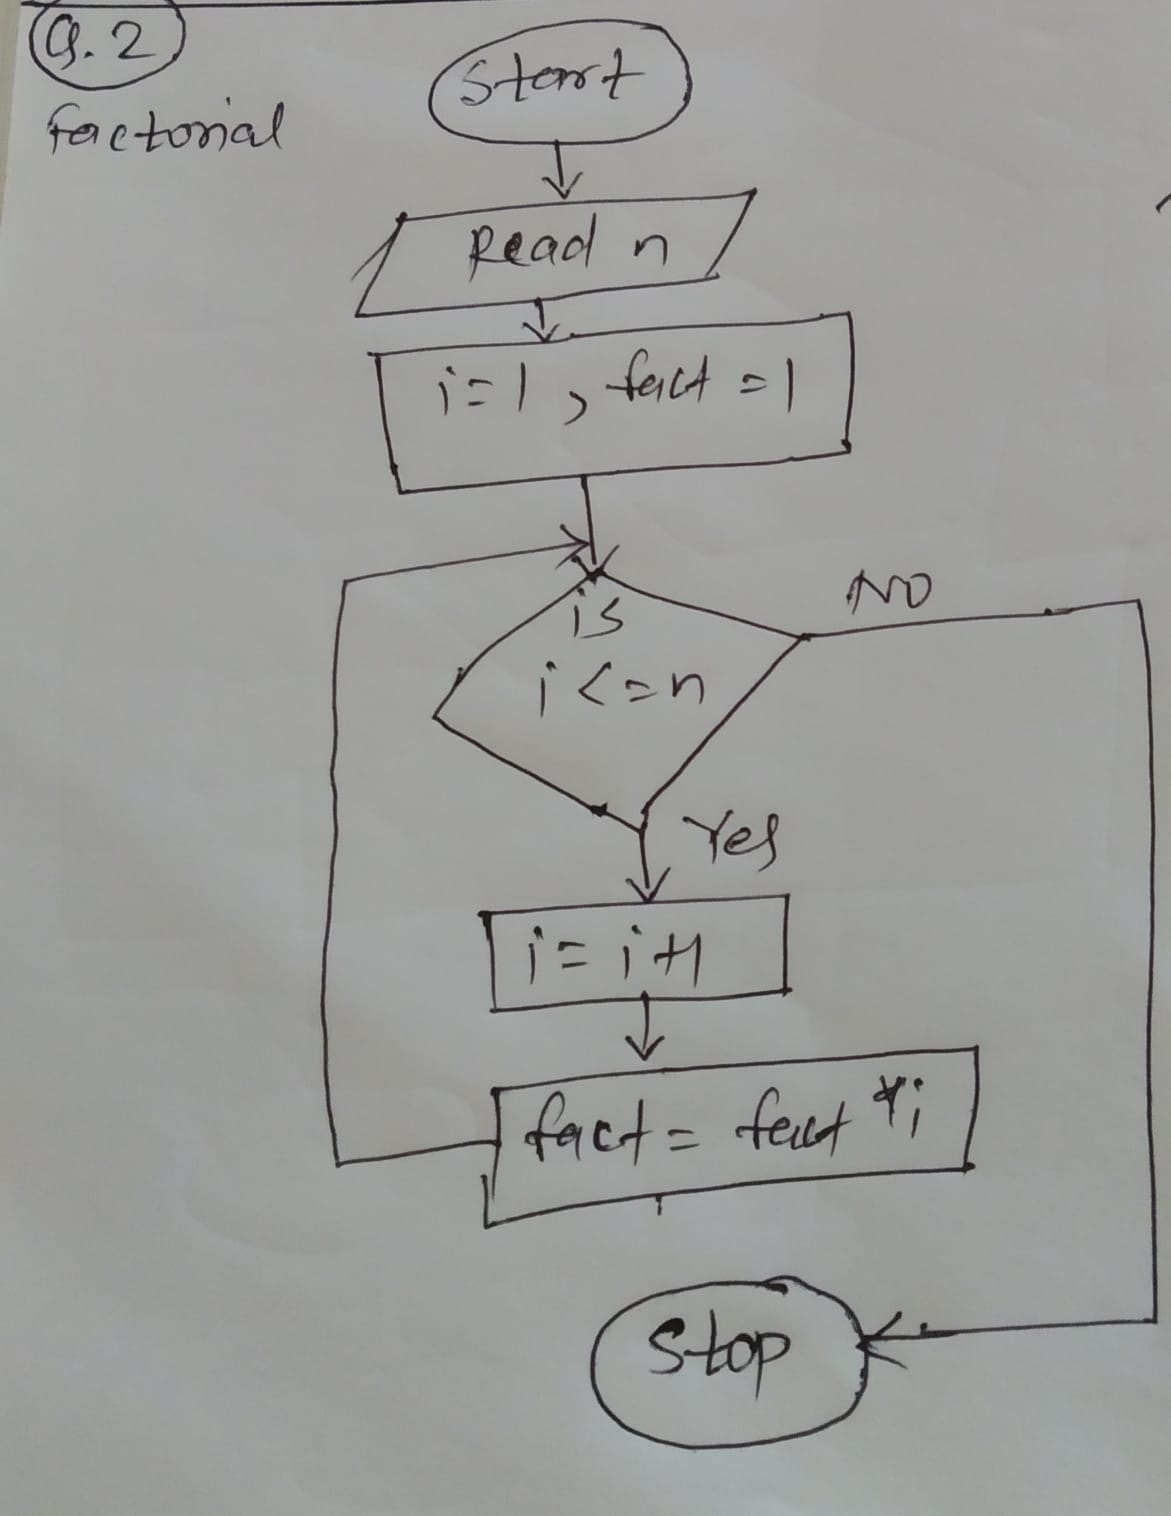 Q.2
factorial
Start
Read n
i=1, fact =1
is
i<=n
NO
Yes
i= i+1
fact= fact *i
Stop